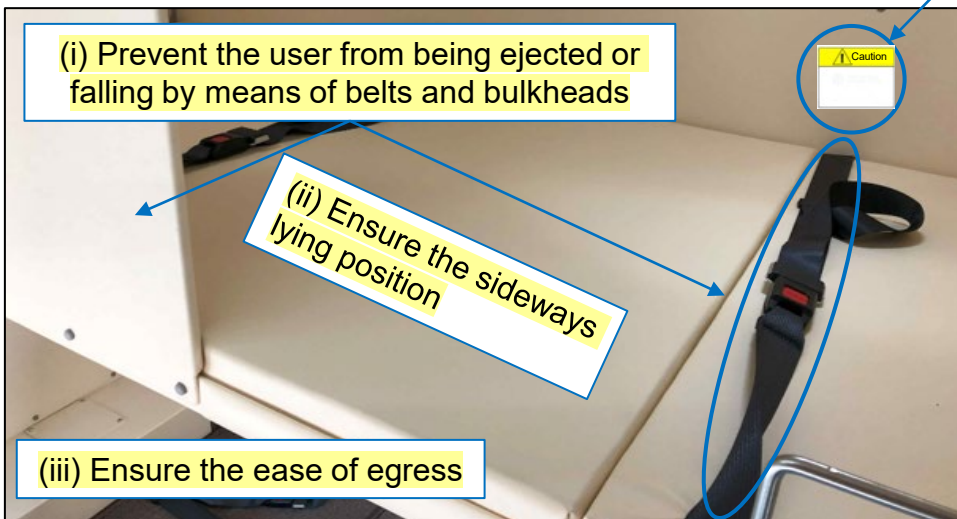 (i) Prevent the user from being ejected or
falling by means of belts and bulkheads
Caution
(ii) Ensure the sideways
lying position
(iii) Ensure the ease of egress